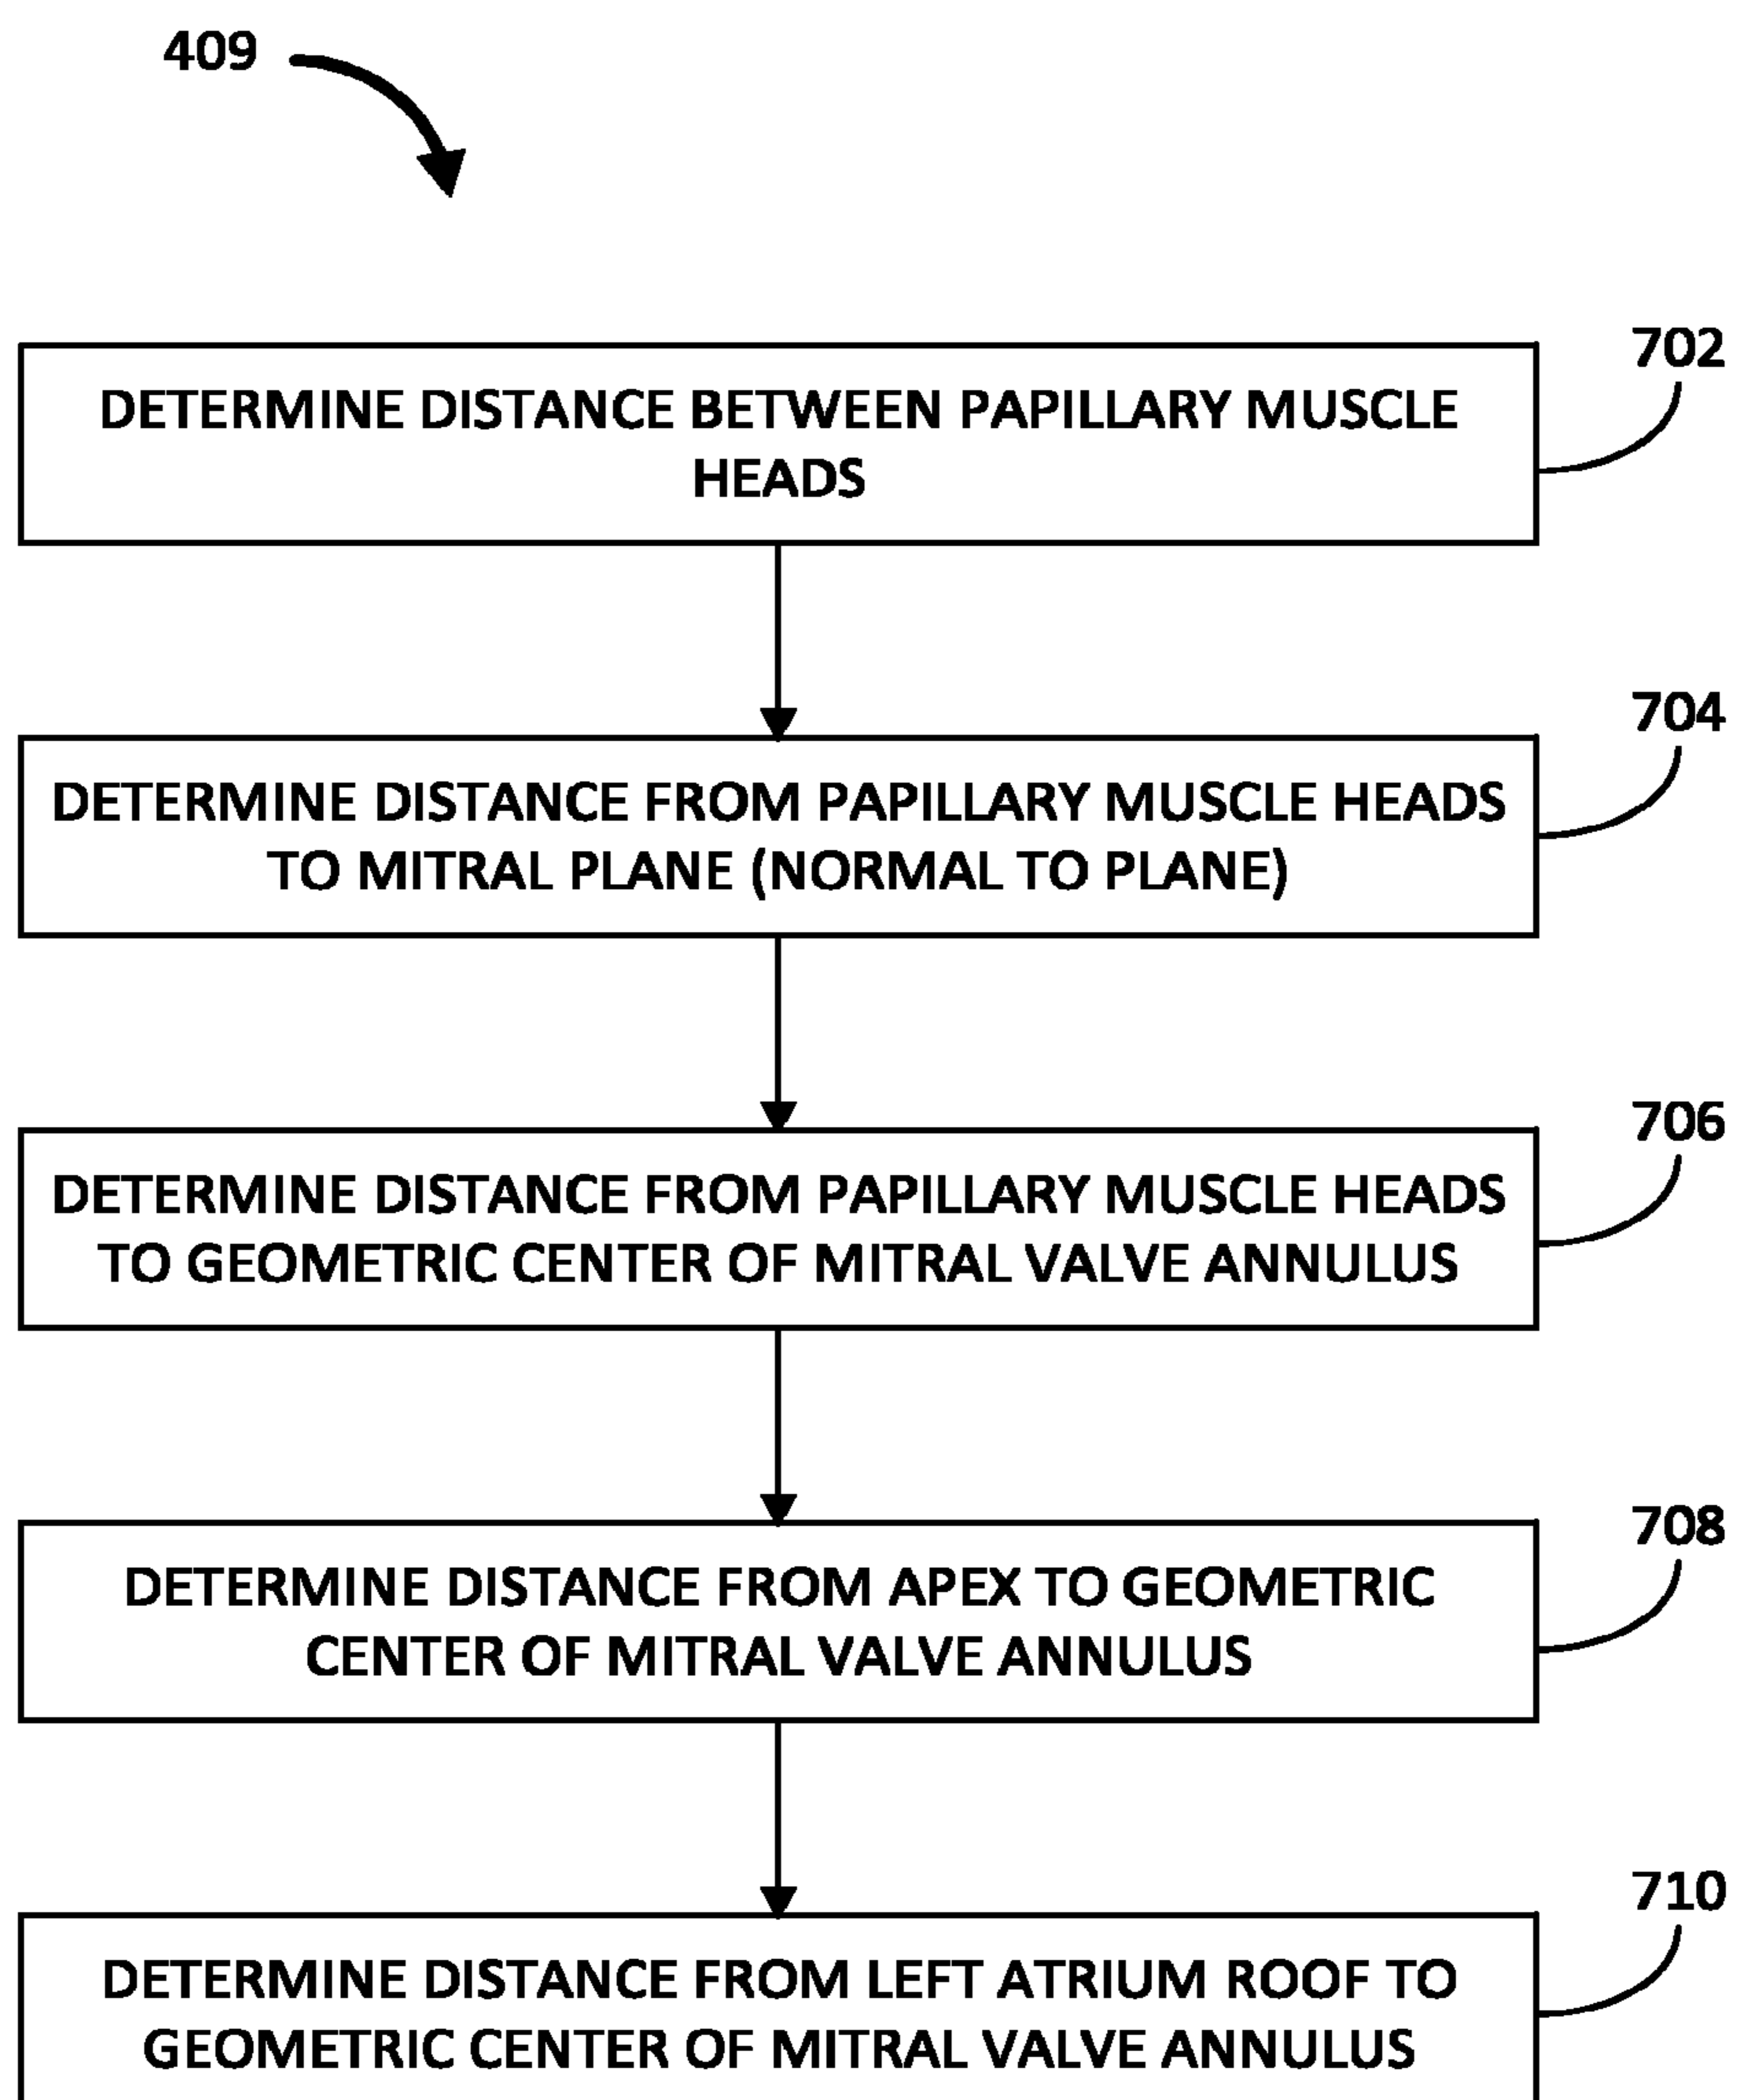 409
702
DETERMINE DISTANCE BETWEEN PAPILLARY MUSCLE
HEADS
704
DETERMINE DISTANCE FROM PAPILLARY MUSCLE HEADS
TO MITRAL PLANE (NORMAL TO PLANE)
706
DETERMINE DISTANCE FROM PAPILLARY MUSCLE HEADS
TO GEOMETRIC CENTER OF MITRAL VALVE ANNULUS
708
DETERMINE DISTANCE FROM APEX TO GEOMETRIC
CENTER OF MITRAL VALVE ANNULUS
710
DETERMINE DISTANCE FROM LEFT ATRIUM ROOF TO
GEOMETRIC CENTER OF MITRAL VALVE ANNULUS